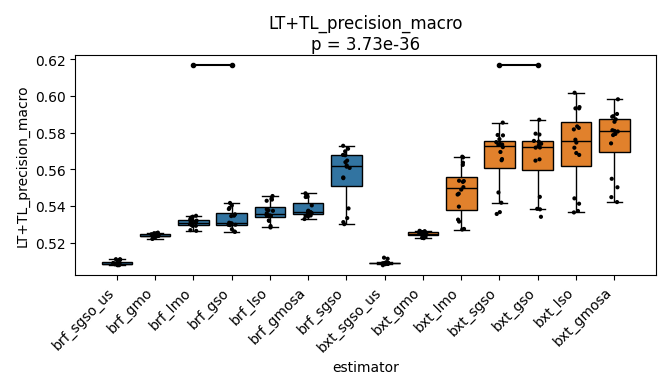 LT+TL_precision_macro
p = 3.73e-36
LT+TL_precision_macro
0.62
0.60
0.58
0.56
0.54
0.52
brf_sgso_us
brf_gmo
brf_lmo
brf_gso
brf_lso
brf_gmosa
brf_sgso
bxt_sgso_us
bxt_gmo
bxt_lmo
bxt_sgso
bxt_gso
bxt_lso
bxt_gmosa
estimator